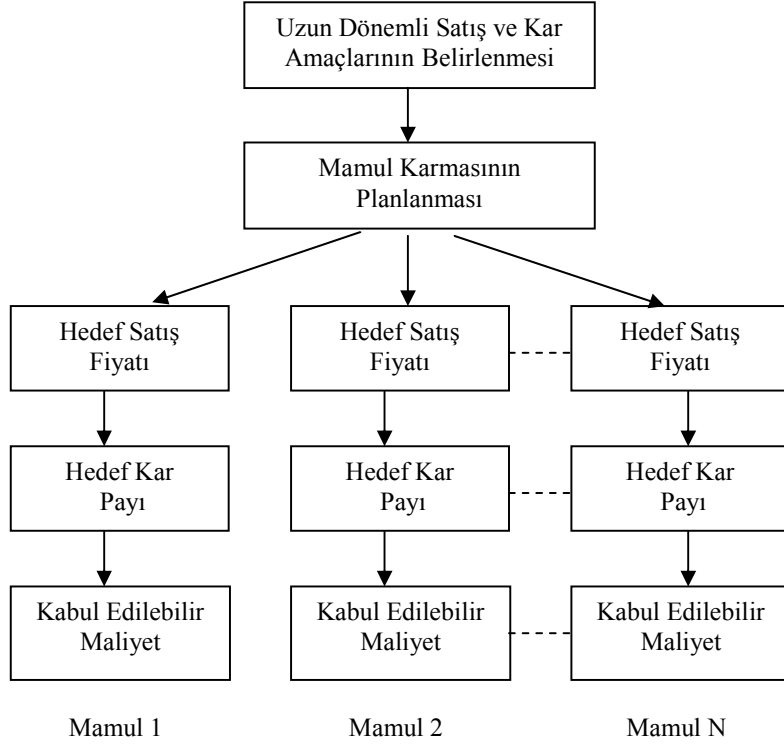 Uzun Dönemli Satış ve Kar
Amaçlarının Belirlenmesi
Mamul Karmasının
Planlanması
Hedef Satış
Fiyatı
Hedef Satış
Fiyatı
Hedef Satış
Fiyatı
Hedef Kar
Payı
Hedef Kar
Payı
Hedef Kar
Payı
Kabul Edilebilir
Maliyet
Kabul Edilebilir
Maliyet
Kabul Edilebilir
Maliyet
Mamul 1
Mamul 2
Mamul N